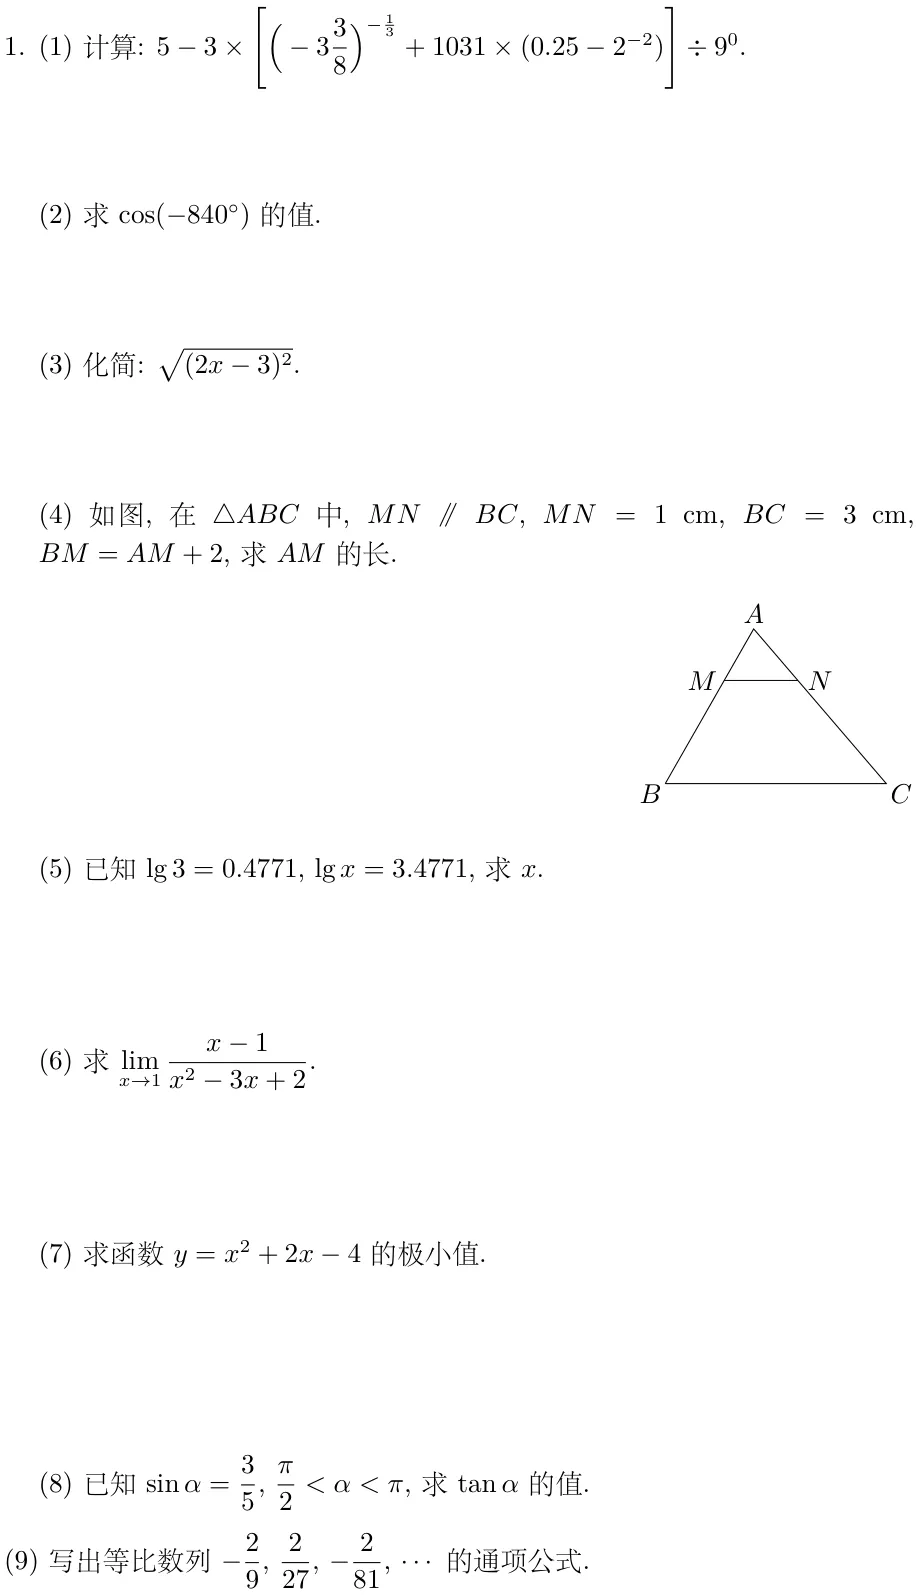 1. (1) 计算: 5 − 3 × [(− 3 3/8)^(−1/3) + 1031 × (0.25 − 2^(−2))] ÷ 9^0.
(2) 求 cos(−840°) 的值.
(3) 化简: √((2x − 3)^2).
(4) 如图, 在 △ABC 中, MN ∥ BC, MN = 1 cm, BC = 3 cm,
BM = AM + 2, 求 AM 的长.
A
M N
B C
(5) 已知 lg 3 = 0.4771, lg x = 3.4771, 求 x.
(6) 求 lim_(x→1) (x − 1)/(x^2 − 3x + 2).
(7) 求函数 y = x^2 + 2x − 4 的极小值.
(8) 已知 sin α = 3/5, π/2 < α < π, 求 tan α 的值.
(9) 写出等比数列 −2/9, 2/27, −2/81, ⋯ 的通项公式.